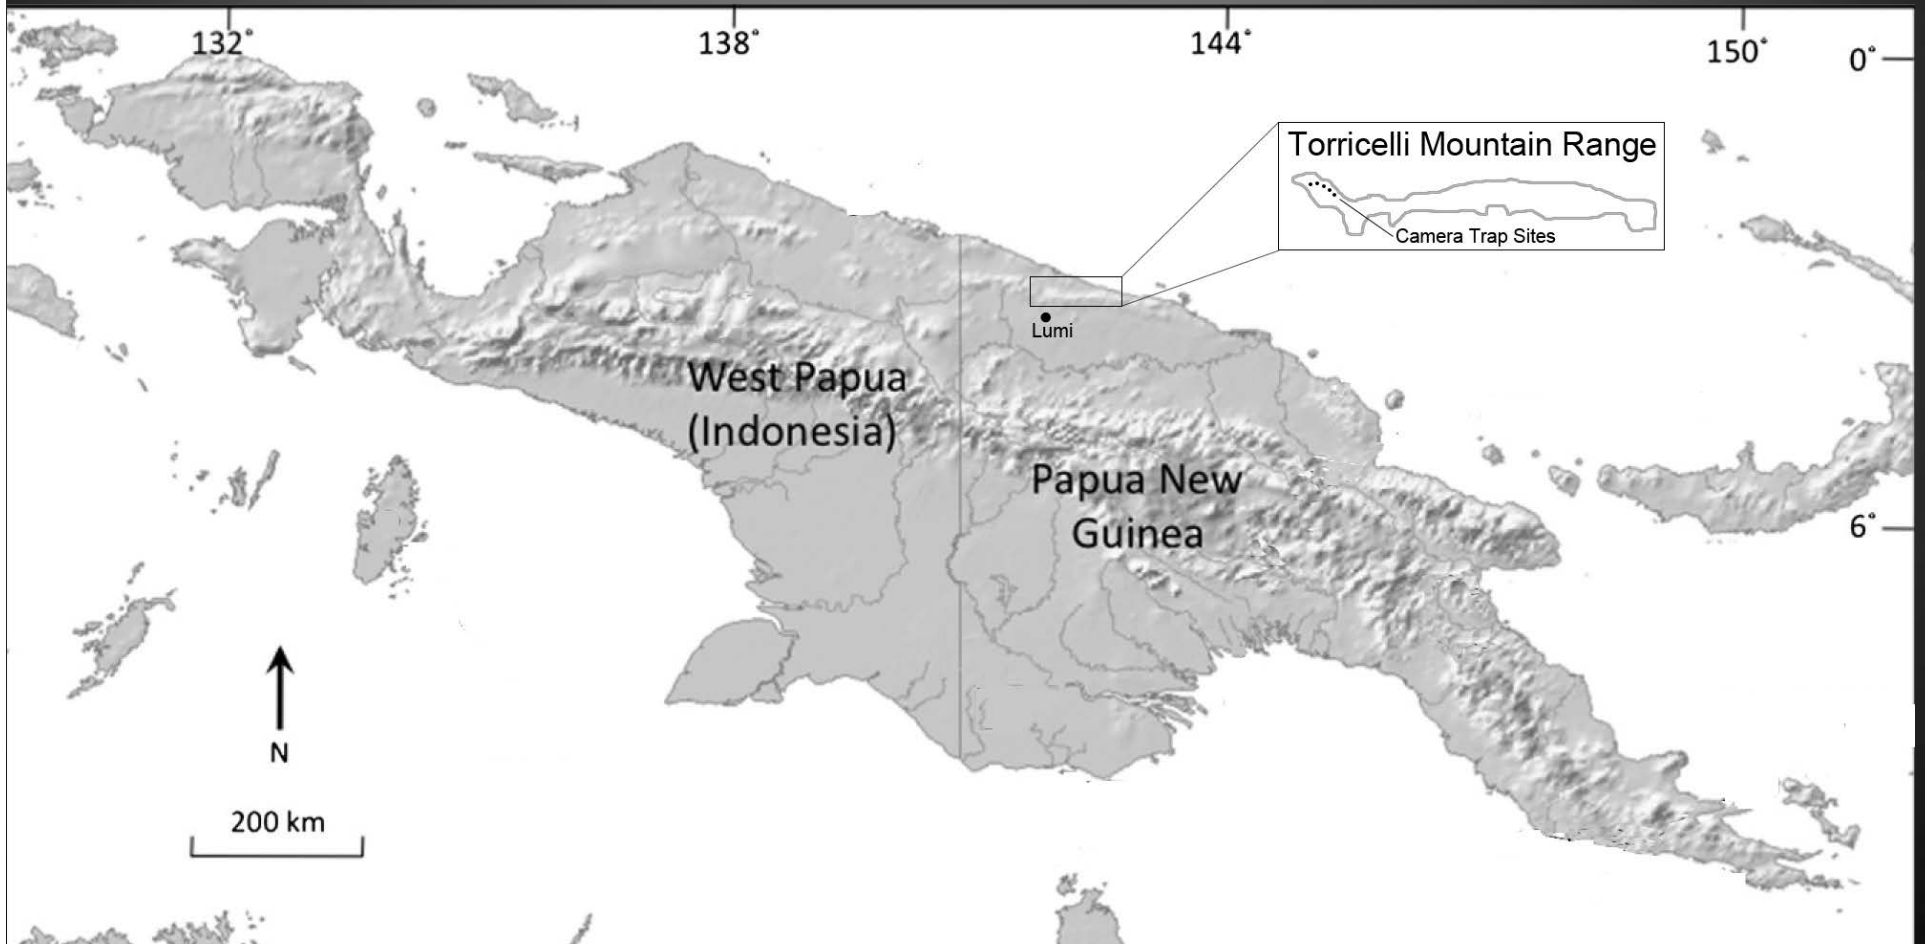 132°
138°
144°
150°
0°
Torricelli Mountain Range
Camera Trap Sites
Lumi
West Papua
(Indonesia)
Papua New
Guinea
6°
N
200 km